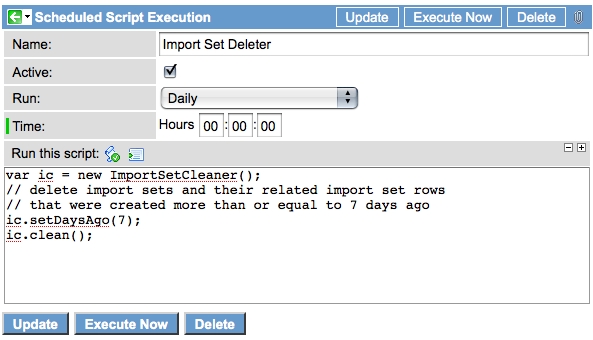 Scheduled Script Execution Update Execute Now Delete
Name: Import Set Deleter
Active:
Run: Daily
Time: Hours 00 : 00 : 00
Run this script:
var ic = new ImportSetCleaner();
// delete import sets and their related import set rows
// that were created more than or equal to 7 days ago
ic.setDaysAgo(7);
ic.clean();
Update Execute Now Delete